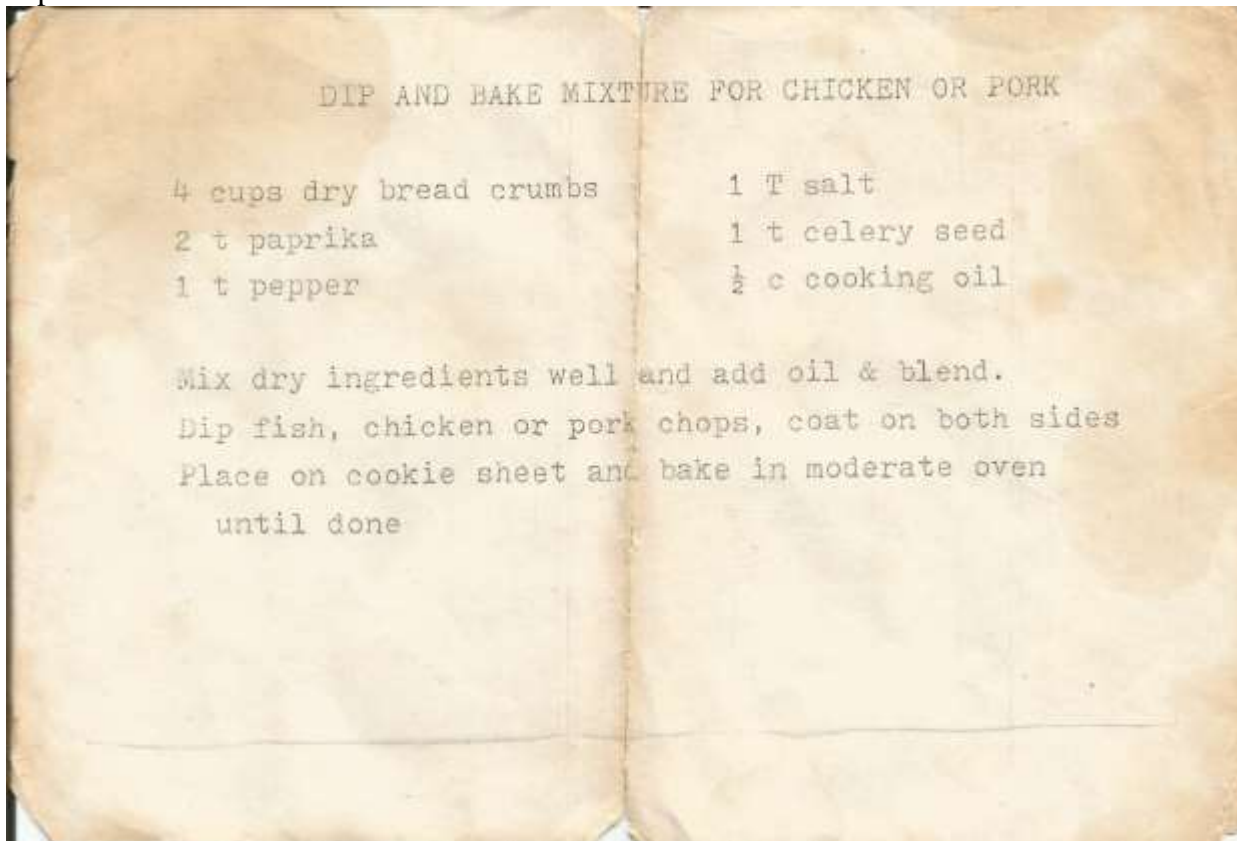 DIP AND BAKE MIXTURE FOR CHICKEN OR PORK
4 cups dry bread crumbs
2 t paprika
1 t pepper
1 T salt
1 t celery seed
½ c cooking oil
Mix dry ingredients well and add oil & blend.
Dip fish, chicken or pork chops, coat on both sides
Place on cookie sheet and bake in moderate oven
until done